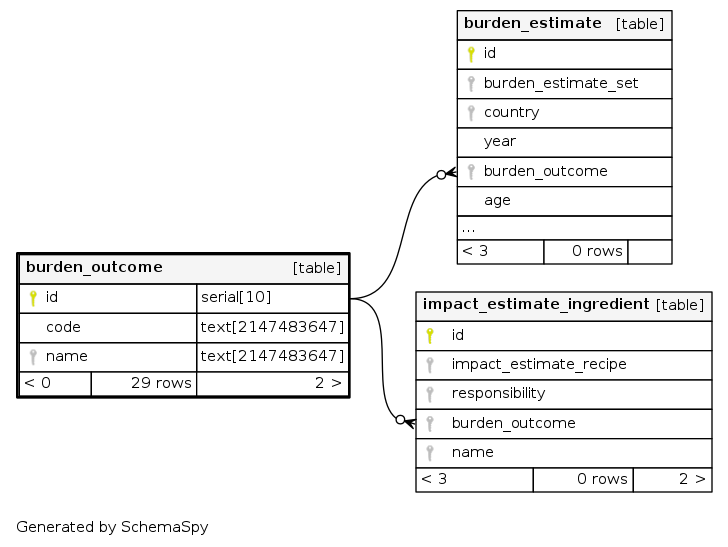 burden_estimate [table]
id
burden_estimate_set
country
year
burden_outcome
age
...
< 3 0 rows
burden_outcome [table]
id serial[10]
code text[2147483647]
name text[2147483647]
< 0 29 rows 2 >
impact_estimate_ingredient [table]
id
impact_estimate_recipe
responsibility
burden_outcome
name
< 3 0 rows 2 >
Generated by SchemaSpy